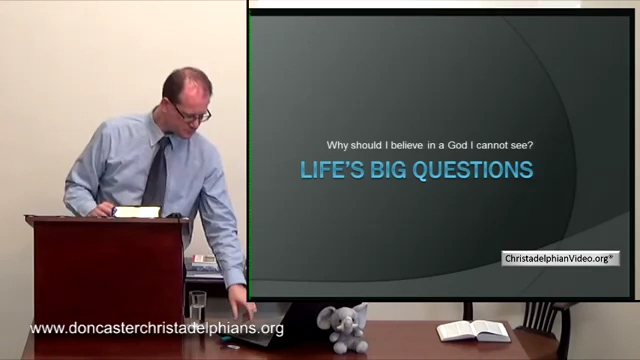 Why should I believe in a God I cannot see?
LIFE'S BIG QUESTIONS
ChristadelphianVideo.org®
www.doncasterchristadelphians.org